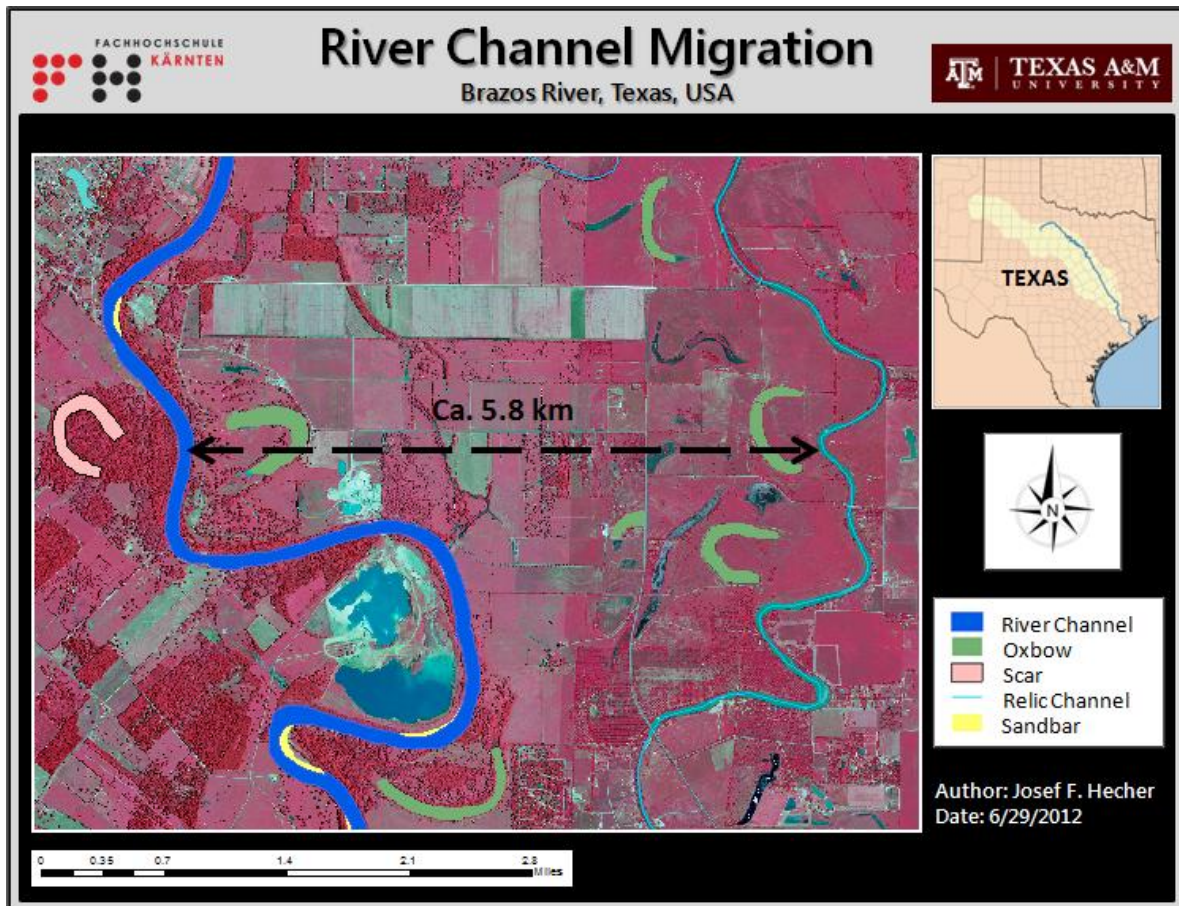 FACHHOCHSCHULE
KÄRNTEN
River Channel Migration
Brazos River, Texas, USA
ATM
TEXAS A&M
UNIVERSITY
TEXAS
Ca. 5.8 km
N
River Channel
Oxbow
Scar
Relic Channel
Sandbar
Author: Josef F. Hecher
Date: 6/29/2012
0 0.35 0.7 1.4 2.1 2.8
Miles